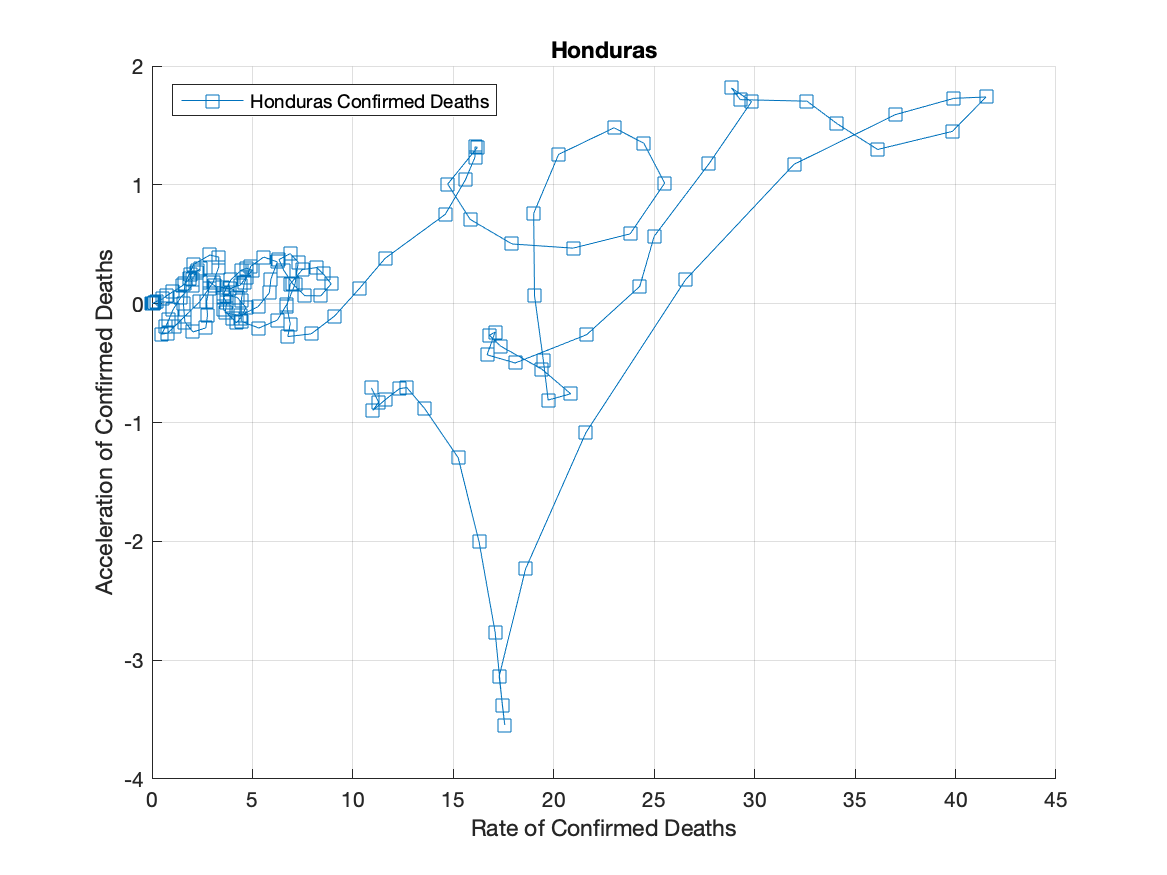 Honduras
Honduras Confirmed Deaths
Acceleration of Confirmed Deaths
2
1
0
-1
-2
-3
-4
0 5 10 15 20 25 30 35 40 45
Rate of Confirmed Deaths